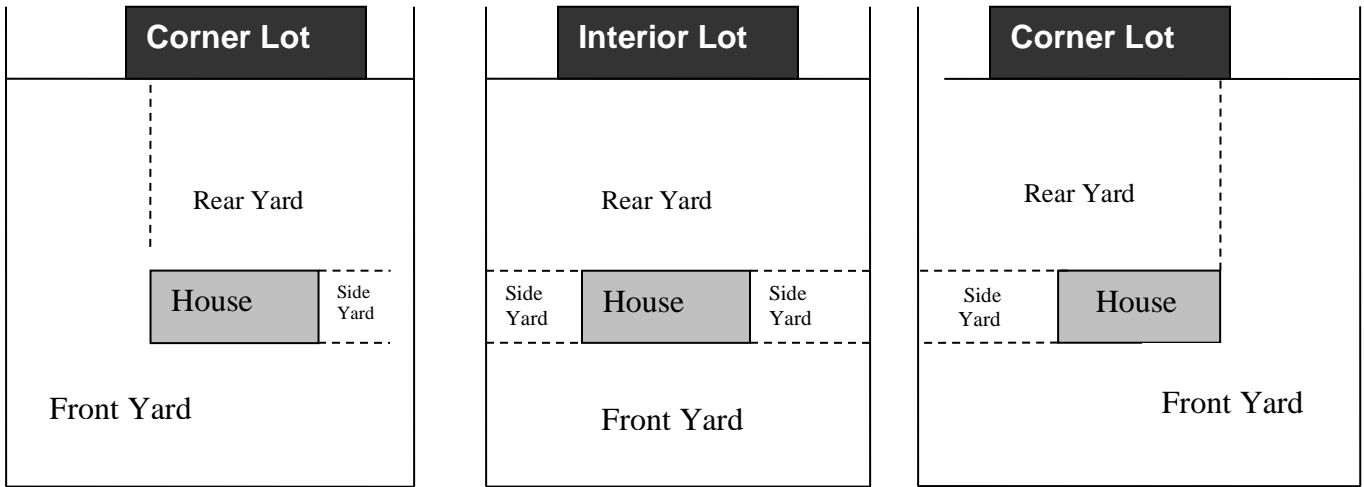 Corner Lot
Rear Yard
House
Side
Yard
Front Yard
Interior Lot
Rear Yard
Side
Yard
House
Side
Yard
Front Yard
Corner Lot
Rear Yard
Side
Yard
House
Front Yard